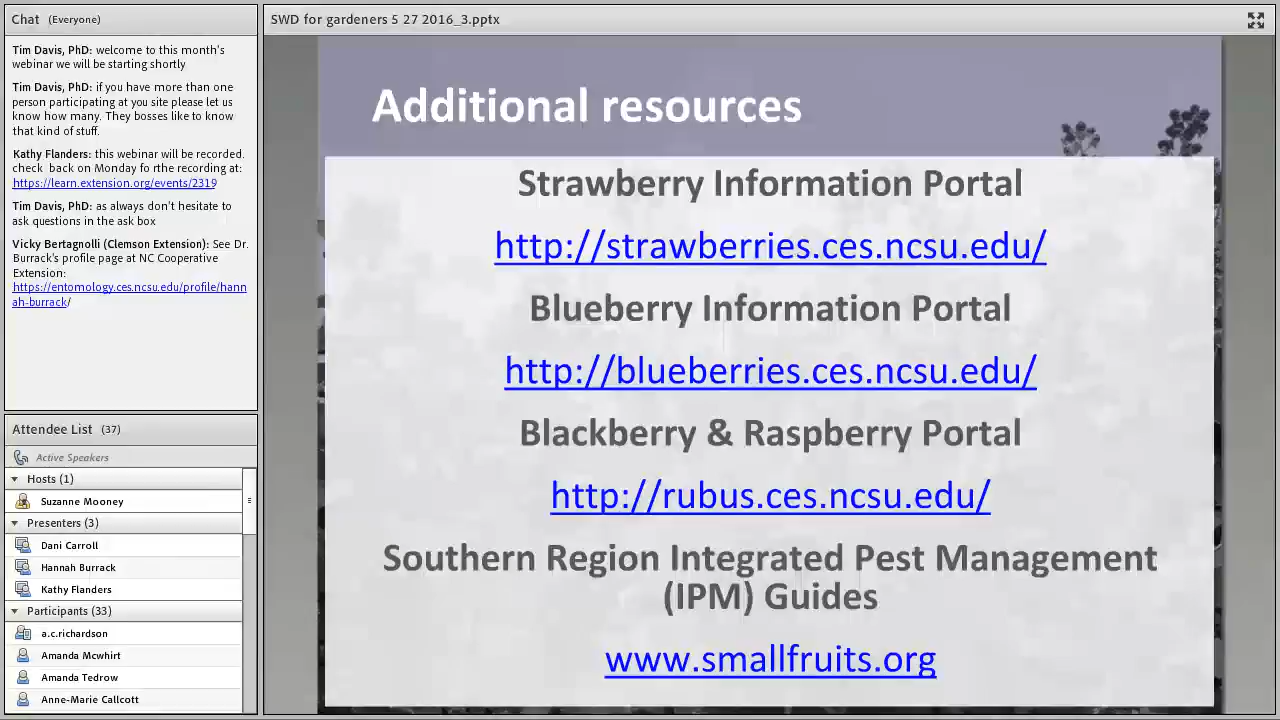 Chat (Everyone)
Tim Davis, PhD: welcome to this month's
webinar we will be starting shortly
Tim Davis, PhD: if you have more than one
person participating at you site please let us
know how many. They bosses like to know
that kind of stuff.
Kathy Flanders: this webinar will be recorded.
check back on Monday fo rthe recording at:
https://learn.extension.org/events/2319
Tim Davis, PhD: as always don't hesitate to
ask questions in the ask box
Vicky Bertagnolli (Clemson Extension): See Dr.
Burrack's profile page at NC Cooperative
Extension:
https://entomology.ces.ncsu.edu/profile/hann
ah-burrack/
Attendee List (37)
Active Speakers
Hosts (1)
Suzanne Mooney
Presenters (3)
Dani Carroll
Hannah Burrack
Kathy Flanders
Participants (33)
a.c.richardson
Amanda Mcwhirt
Amanda Tedrow
Anne-Marie Callcott
SWD for gardeners 5 27 2016_3.pptx
Additional resources
Strawberry Information Portal
http://strawberries.ces.ncsu.edu/
Blueberry Information Portal
http://blueberries.ces.ncsu.edu/
Blackberry & Raspberry Portal
http://rubus.ces.ncsu.edu/
Southern Region Integrated Pest Management
(IPM) Guides
www.smallfruits.org